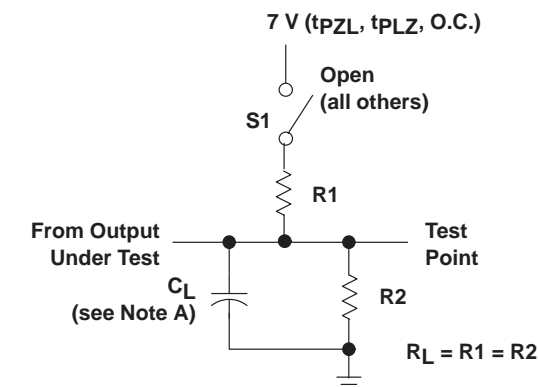 7 V (tPZL, tPLZ, O.C.)
Open
(all others)
S1
R1
From Output
Under Test
Test
Point
CL
(see Note A)
R2
RL = R1 = R2